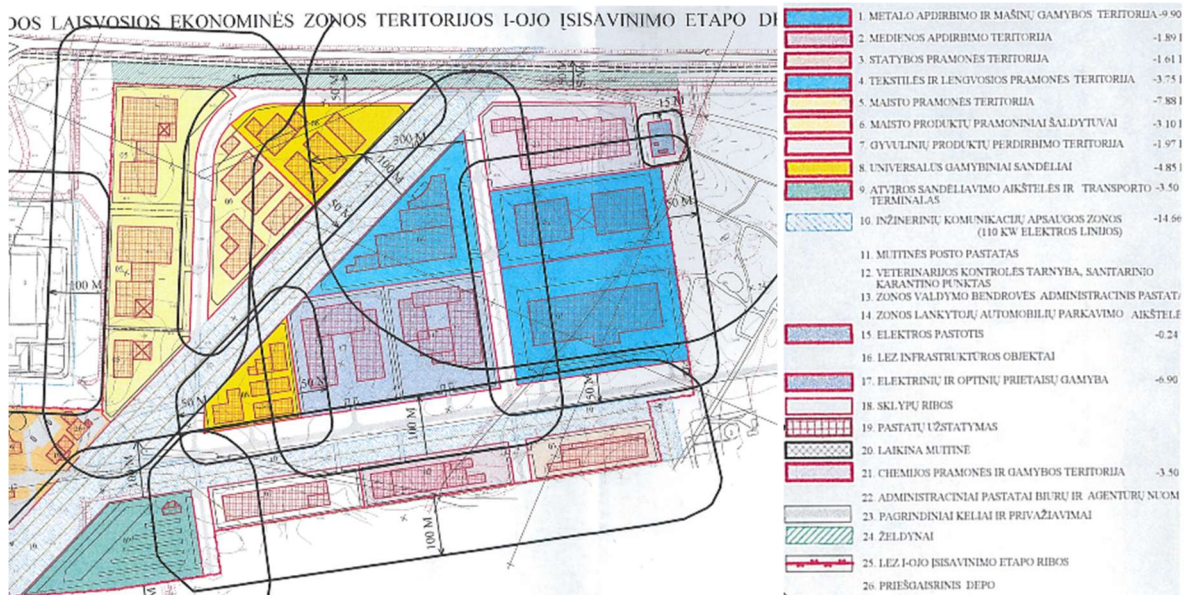 DOS LAISVOSIOS EKONOMINĖS ZONOS TERITORIJOS I-OJO ĮSISAVINIMO ETAPO DE
50 M
50 M
15 M
300 M
100 M
50 M
50 M
100 M
50 M
50 M
50 M
100 M
100 M
100 M
1. METALO APDIRBIMO IR MAŠINŲ GAMYBOS TERITORIJA -9.90
2. MEDIENOS APDIRBIMO TERITORIJA -1.89 I
3. STATYBOS PRAMONĖS TERITORIJA -1.61 I
4. TEKSTILĖS IR LENGVOSIOS PRAMONĖS TERITORIJA -3.75 I
5. MAISTO PRAMONĖS TERITORIJA -7.88 I
6. MAISTO PRODUKTŲ PRAMONINIAI ŠALDYTUVAI -3.10 I
7. GYVULINIŲ PRODUKTŲ PERDIRBIMO TERITORIJA -1.97 I
8. UNIVERSALŪS GAMYBINIAI SANDĖLIAI -4.85 I
9. ATVIROS SANDĖLIAVIMO AIKŠTELĖS IR TRANSPORTO -3.50
TERMINALAS
10. INŽINERINIŲ KOMUNIKACIJŲ APSAUGOS ZONOS -14.66
(110 KW ELEKTROS LINIJOS)
11. MUITINĖS POSTO PASTATAS
12. VETERINARIJOS KONTROLĖS TARNYBA, SANITARINIO
KARANTINO PUNKTAS
13. ZONOS VALDYMO BENDROVĖS ADMINISTRACINIS PASTATA
14. ZONOS LANKYTOJŲ AUTOMOBILIŲ PARKAVIMO AIKŠTELĖ
15. ELEKTROS PASTOTIS -0.24
16. LEZ INFRASTRUKTŪROS OBJEKTAI
17. ELEKTRINIŲ IR OPTINIŲ PRIETAISŲ GAMYBA -6.90
18. SKLYPŲ RIBOS
19. PASTATŲ UŽSTATYMAS
20. LAIKINA MUITINĖ
21. CHEMIJOS PRAMONĖS IR GAMYBOS TERITORIJA -3.50
22. ADMINISTRACINIAI PASTATAI BIURŲ IR AGENTŪRŲ NUOM
23. PAGRINDINIAI KELIAI IR PRIVAŽIAVIMAI
24. ŽELDYNAI
25. LEZ I-OJO ĮSISAVINIMO ETAPO RIBOS
26. PRIEŠGAISRINIS DEPO